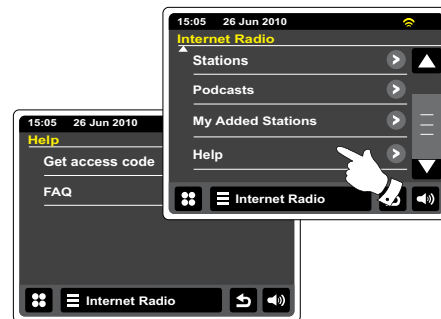 15:05 26 Jun 2010
Internet Radio
Stations
Podcasts
My Added Stations
Help
Internet Radio
15:05 26 Jun 2010
Help
Get access code
FAQ
Internet Radio